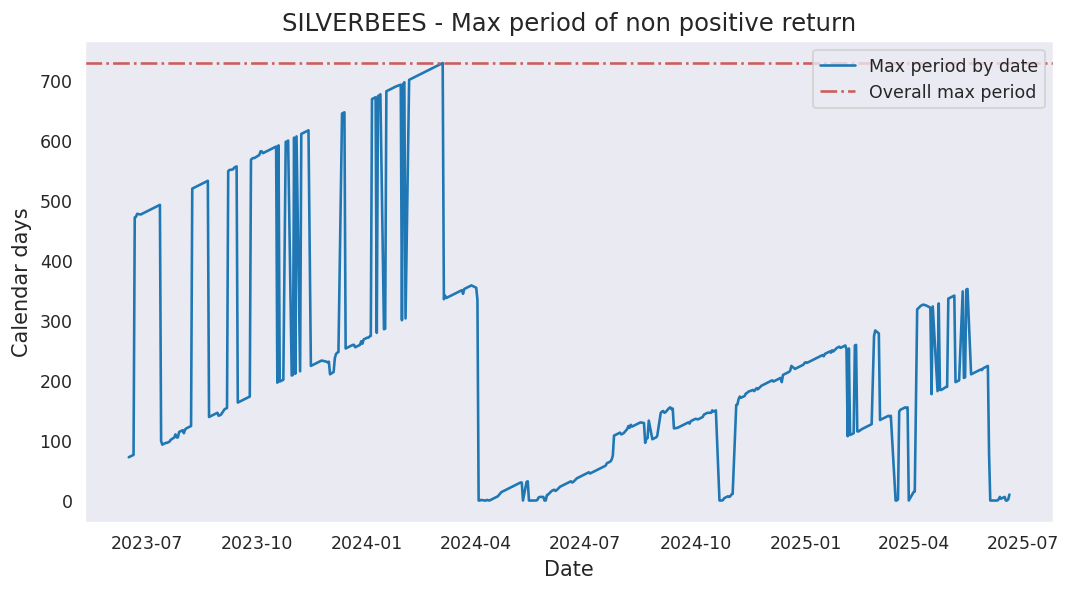 SILVERBEES - Max period of non positive return
Max period by date
Overall max period
Calendar days
700
600
500
400
300
200
100
0
2023-07 2023-10 2024-01 2024-04 2024-07 2024-10 2025-01 2025-04 2025-07
Date